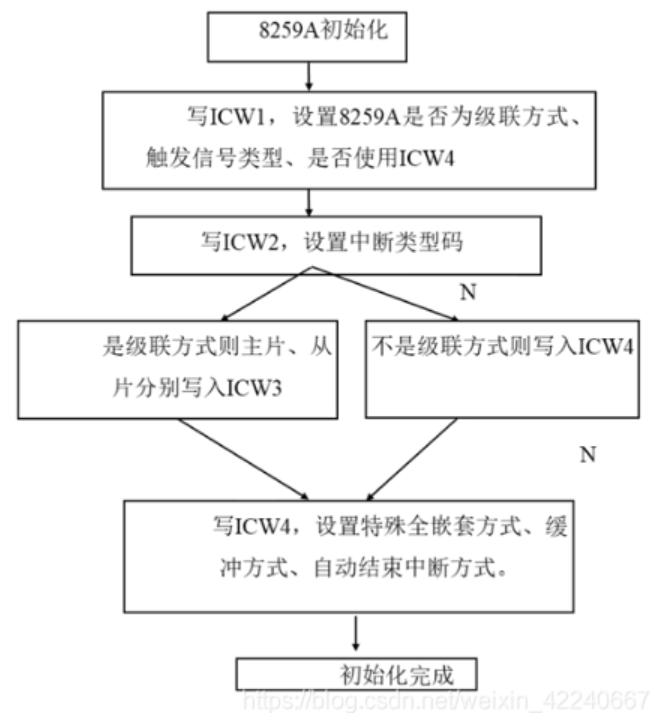 8259A初始化
写ICW1，设置8259A是否为级联方式、
触发信号类型、是否使用ICW4
写ICW2，设置中断类型码
N
是级联方式则主片、从
片分别写入ICW3
不是级联方式则写入ICW4
N
写ICW4，设置特殊全嵌套方式、缓
冲方式、自动结束中断方式。
初始化完成
https://blog.csdn.net/weixin_42240667